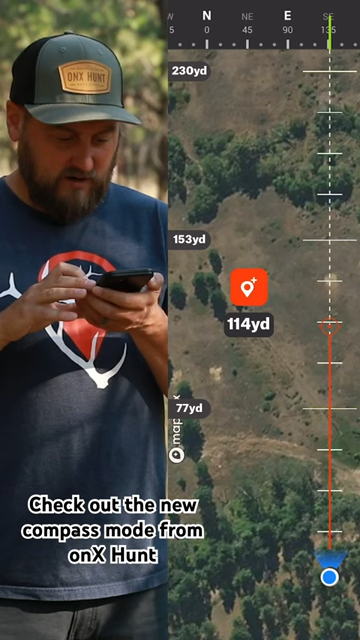 ONX HUNT
W N NE E SE
5 0 45 90 135
230yd
153yd
114yd
77yd
map
x
Check out the new
compass mode from
onX Hunt